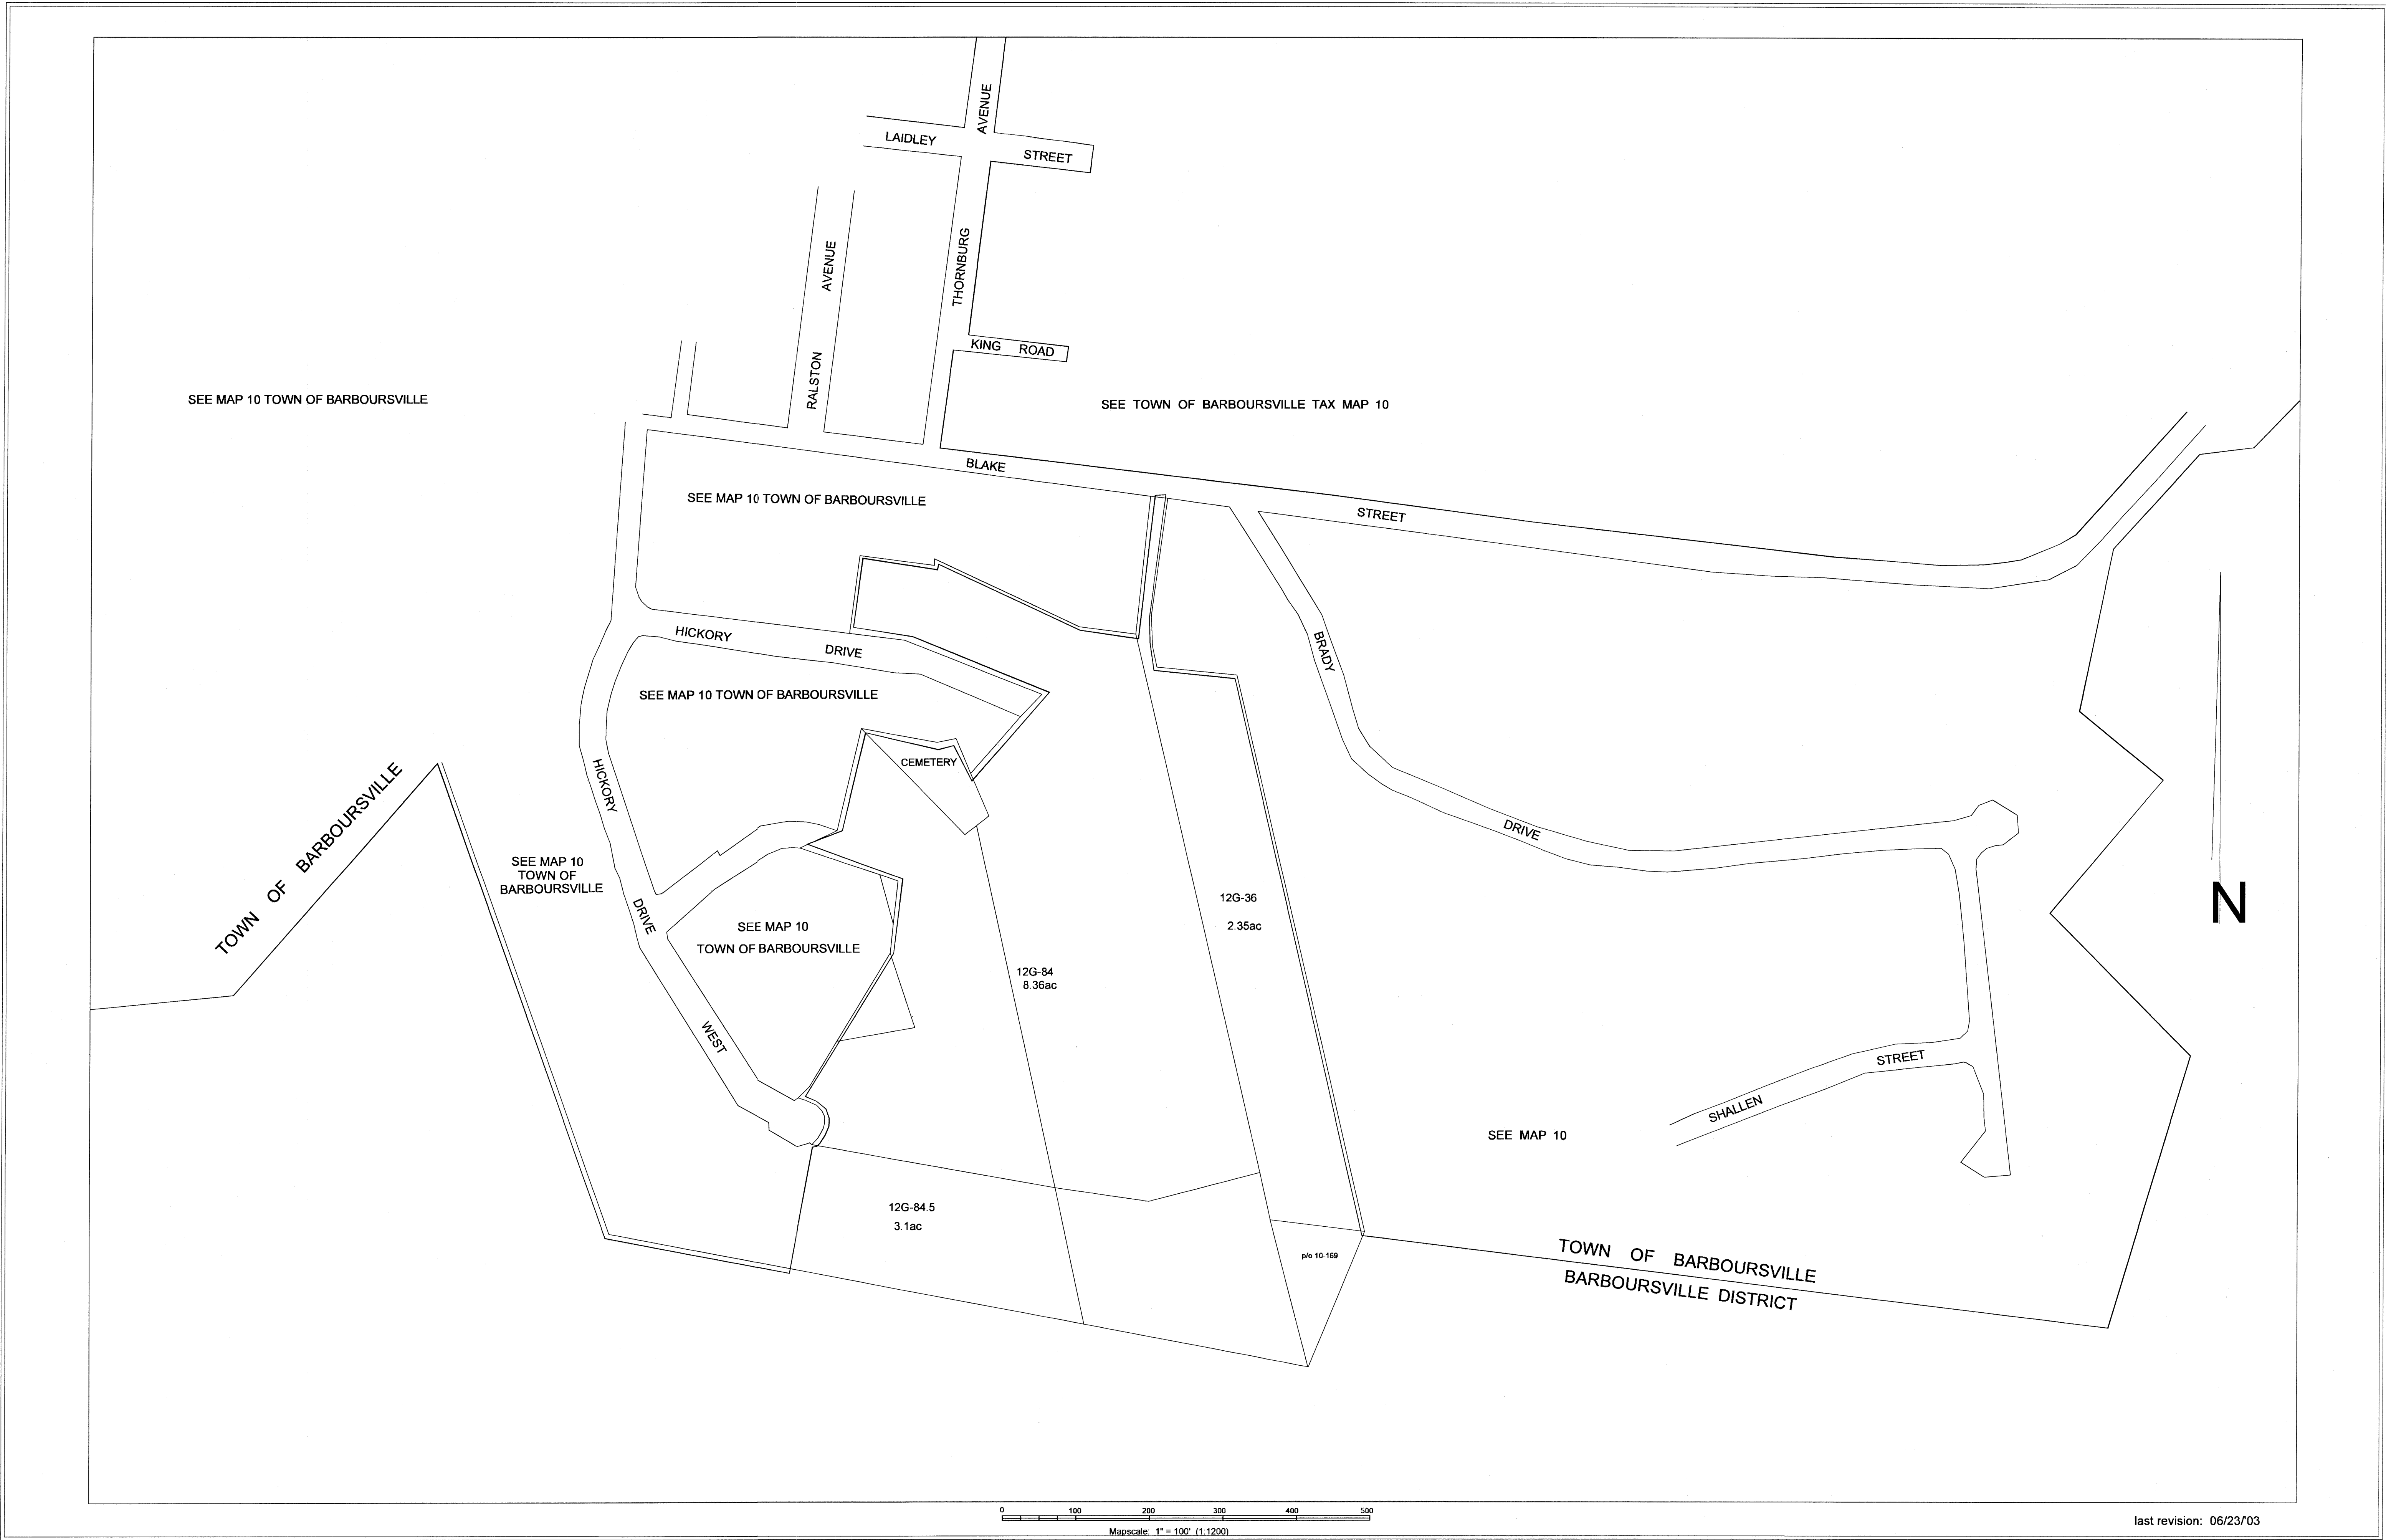 AVENUE
LAIDLEY
STREET
THORNBURG
RALSTON AVENUE
KING ROAD
SEE MAP 10 TOWN OF BARBOURSVILLE
SEE TOWN OF BARBOURSVILLE TAX MAP 10
BLAKE
STREET
SEE MAP 10 TOWN OF BARBOURSVILLE
HICKORY
DRIVE
BRADY
SEE MAP 10 TOWN OF BARBOURSVILLE
CEMETERY
HICKORY
DRIVE
TOWN OF BARBOURSVILLE
SEE MAP 10
TOWN OF
BARBOURSVILLE
DRIVE
SEE MAP 10
TOWN OF BARBOURSVILLE
12G-36
2.35ac
N
12G-84
8.36ac
WEST
STREET
SHALLEN
SEE MAP 10
12G-84.5
3.1ac
p/o 10-169
TOWN OF BARBOURSVILLE
BARBOURSVILLE DISTRICT
0 100 200 300 400 500
Mapscale: 1" = 100' (1:1200)
last revision: 06/23/'03